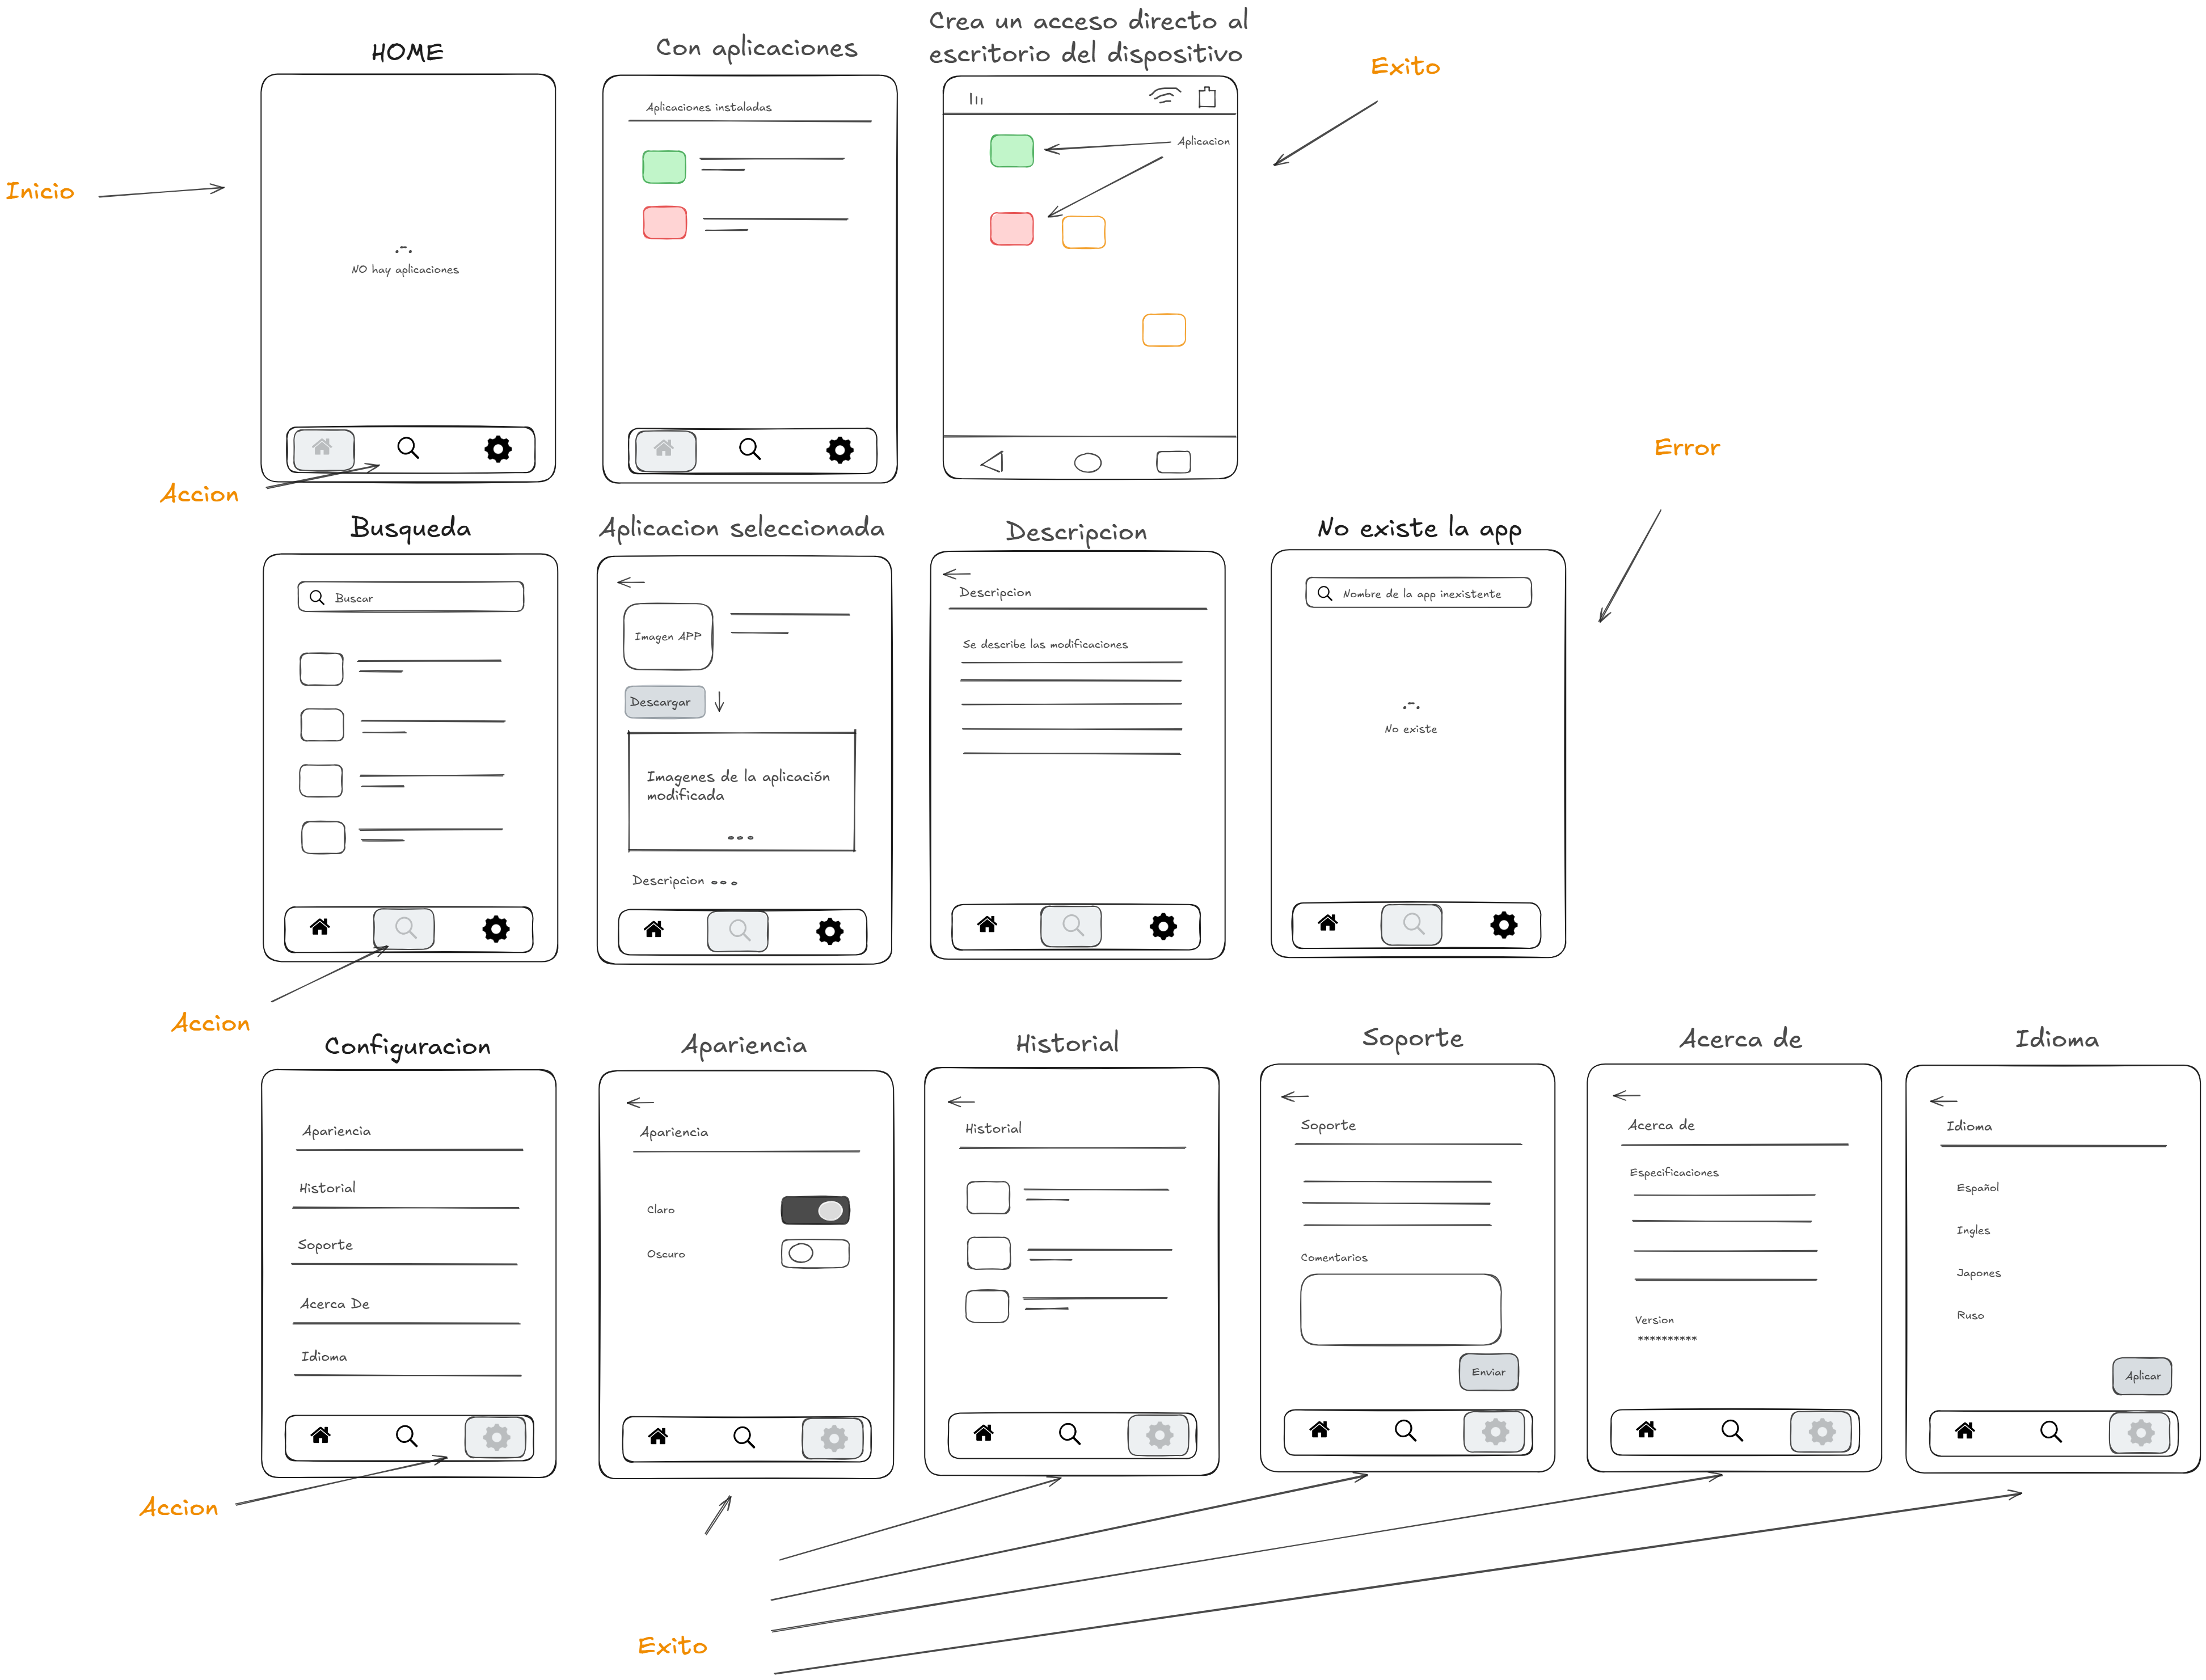 Crea un acceso directo al
escritorio del dispositivo
HOME
Con aplicaciones
Exito
Inicio
NO hay aplicaciones
Aplicaciones instaladas
Aplicacion
Accion
Error
Busqueda
Aplicacion seleccionada
Descripcion
No existe la app
Buscar
Imagen APP
Descargar
Imagenes de la aplicación
modificada
Descripcion
Descripcion
Se describe las modificaciones
Nombre de la app inexistente
No existe
Accion
Configuracion
Apariencia
Historial
Soporte
Acerca de
Idioma
Apariencia
Historial
Soporte
Acerca De
Idioma
Apariencia
Claro
Oscuro
Historial
Soporte
Comentarios
Enviar
Acerca de
Especificaciones
Version
**********
Idioma
Español
Ingles
Japones
Ruso
Aplicar
Accion
Exito